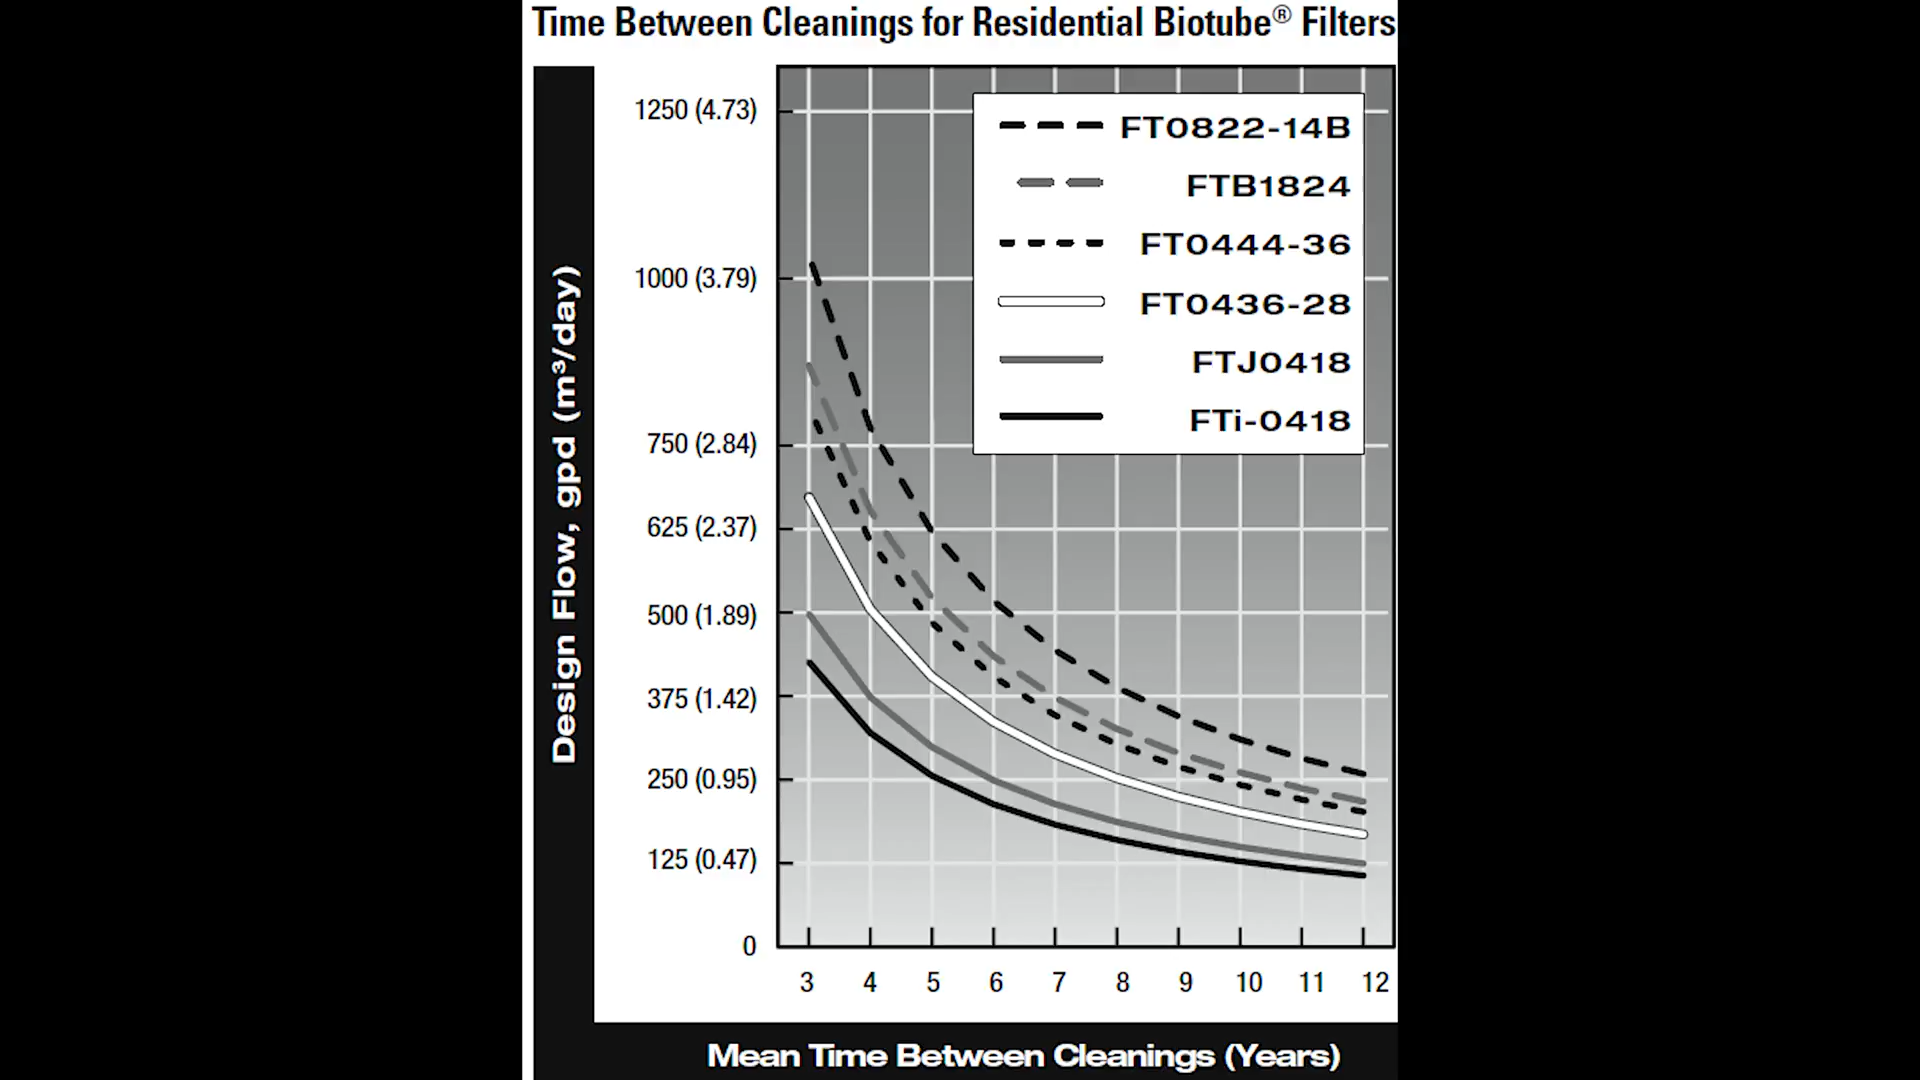 Time Between Cleanings for Residential Biotube® Filters
Design Flow, gpd (m³/day)
1250 (4.73)
1000 (3.79)
750 (2.84)
625 (2.37)
500 (1.89)
375 (1.42)
250 (0.95)
125 (0.47)
0
FT0822-14B
FTB1824
FT0444-36
FT0436-28
FTJ0418
FTi-0418
3 4 5 6 7 8 9 10 11 12
Mean Time Between Cleanings (Years)